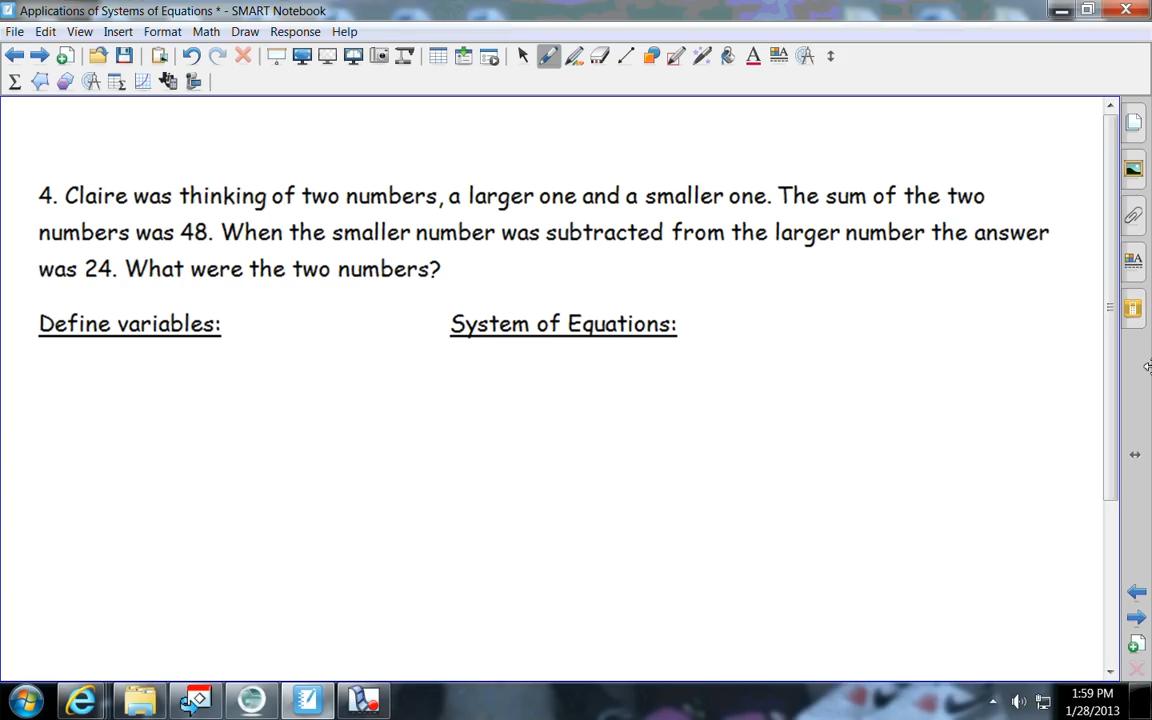 Applications of Systems of Equations * - SMART Notebook
File Edit View Insert Format Math Draw Response Help
4. Claire was thinking of two numbers, a larger one and a smaller one. The sum of the two
numbers was 48. When the smaller number was subtracted from the larger number the answer
was 24. What were the two numbers?
Define variables: System of Equations:
1:59 PM
1/28/2013